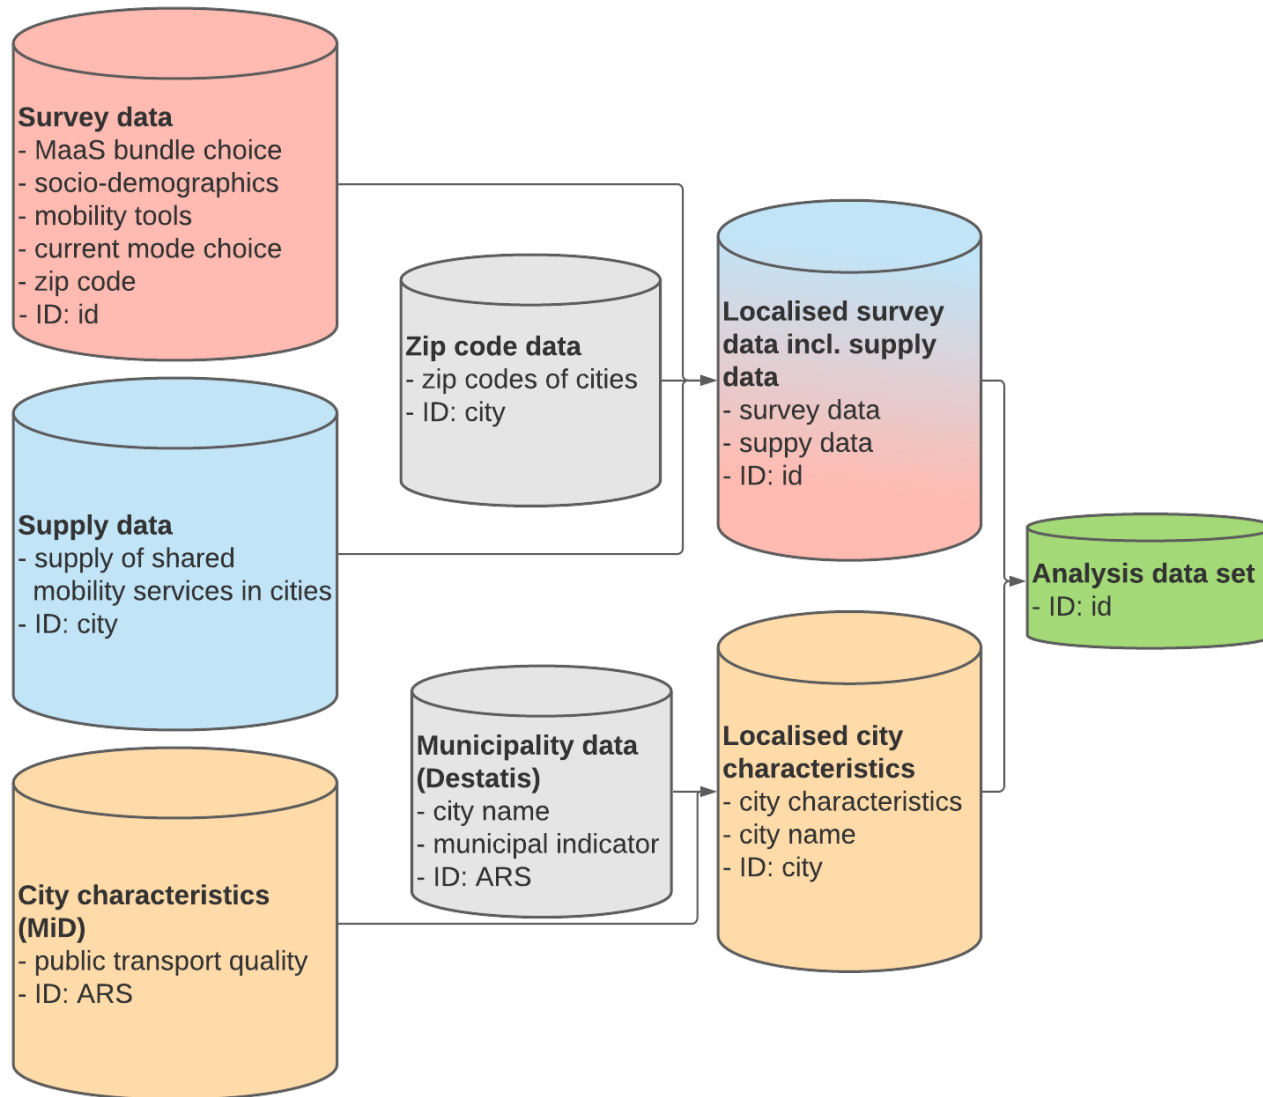 Survey data
- MaaS bundle choice
- socio-demographics
- mobility tools
- current mode choice
- zip code
- ID: id
Supply data
- supply of shared
mobility services in cities
- ID: city
City characteristics
(MiD)
- public transport quality
- ID: ARS
Zip code data
- zip codes of cities
- ID: city
Municipality data
(Destatis)
- city name
- municipal indicator
- ID: ARS
Localised survey
data incl. supply
data
- survey data
- suppy data
- ID: id
Localised city
characteristics
- city characteristics
- city name
- ID: city
Analysis data set
- ID: id